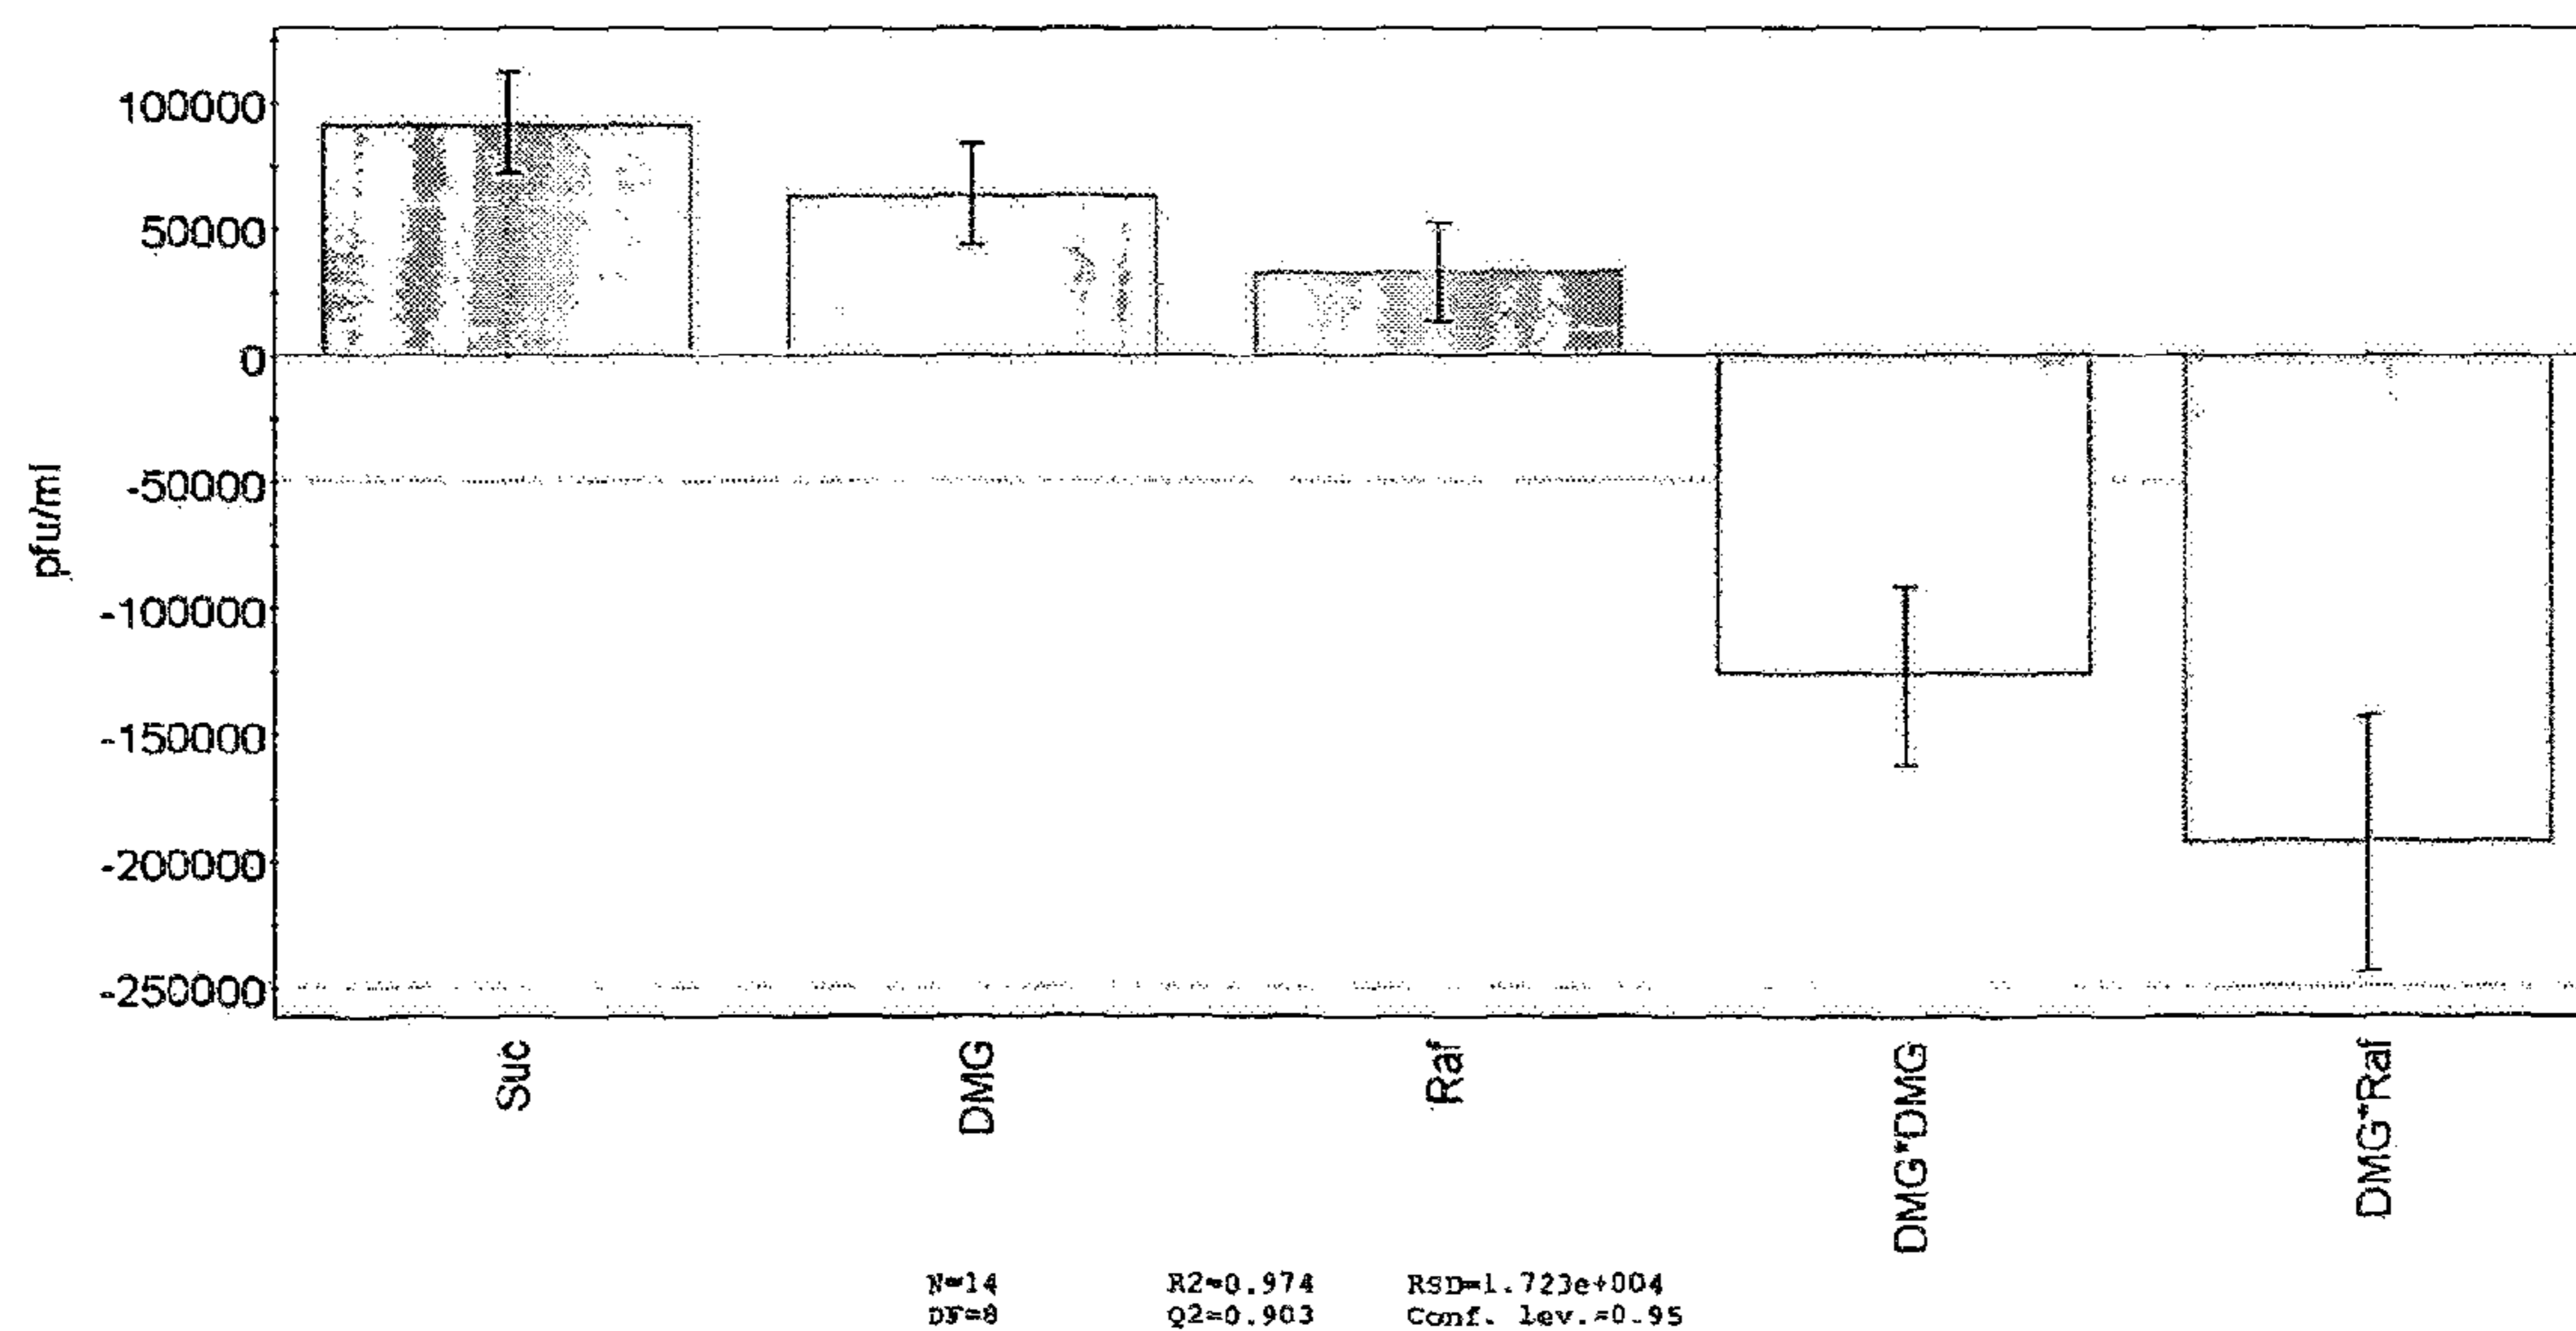 pfu/ml
100000
50000
0
-50000
-100000
-150000
-200000
-250000
Suc
DMG
Raf
DMG*DMG
DMG*Raf
N=14 R2=0.974 RSD=1.723e+004
DF=8 Q2=0.903 Conf. lev.=0.95